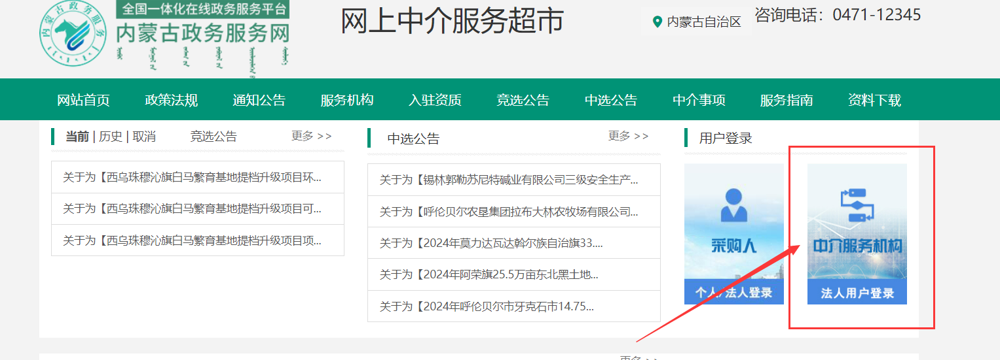 内蒙古政务服务
全国一体化在线政务服务平台
内蒙古政务服务网
网上中介服务超市
内蒙古自治区
咨询电话：0471-12345
网站首页 政策法规 通知公告 服务机构 入驻资质 竞选公告 中选公告 中介事项 服务指南 资料下载
当前 | 历史 | 取消 竞选公告 更多 >>
关于为【西乌珠穆沁旗白马繁育基地提档升级项目环...
关于为【西乌珠穆沁旗白马繁育基地提档升级项目可...
关于为【西乌珠穆沁旗白马繁育基地提档升级项目项...
中选公告 更多 >>
关于为【锡林郭勒苏尼特碱业有限公司三级安全生产...
关于为【呼伦贝尔农垦集团拉布大林农牧场有限公司...
关于为【2024年莫力达瓦达斡尔族自治旗33....
关于为【2024年阿荣旗25.5万亩东北黑土地...
关于为【2024年呼伦贝尔市牙克石市14.75...
用户登录
采购人
个人/法人登录
中介服务机构
法人用户登录
更多 >>